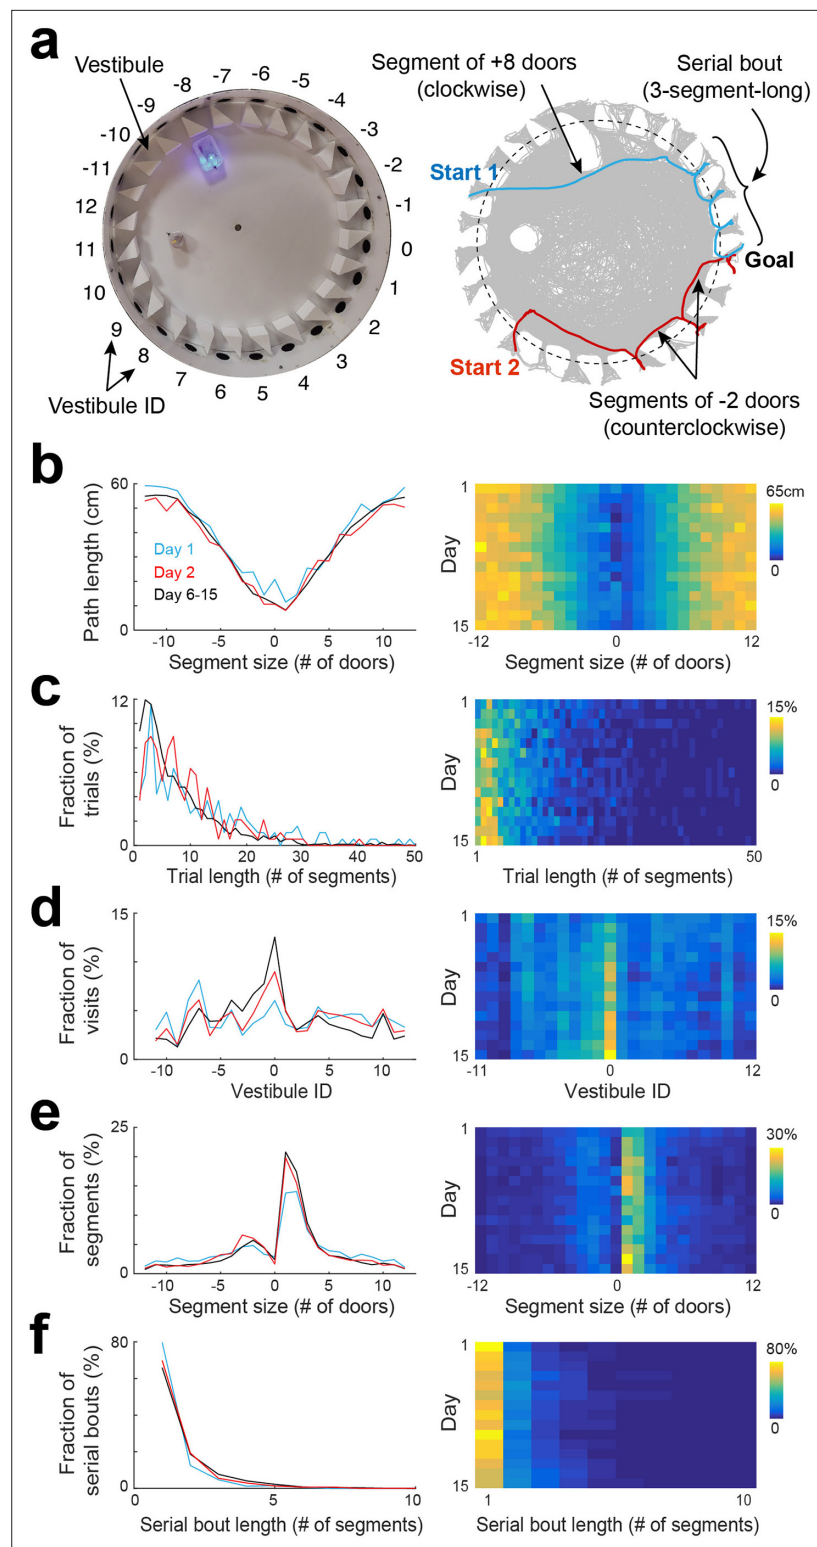 a
Vestibule
-11
-10
-9
-8
-7
-6
-5
-4
-3
-2
-1
0
1
2
3
4
5
6
7
8
9
10
11
12
Vestibule ID
Segment of +8 doors
(clockwise)
Serial bout
(3-segment-long)
Start 1
Goal
Start 2
Segments of -2 doors
(counterclockwise)
b
Path length (cm)
60
0
Day 1
Day 2
Day 6-15
-10
-5
0
5
10
Segment size (# of doors)
Day
1
15
-12
0
12
Segment size (# of doors)
65cm
0
c
Fraction of
trials (%)
12
0
0
10
20
30
40
50
Trial length (# of segments)
Day
1
15
1
50
Trial length (# of segments)
15%
0
d
Fraction of
visits (%)
15
0
-10
-5
0
5
10
Vestibule ID
Day
1
15
-11
0
12
Vestibule ID
15%
0
e
Fraction of
segments (%)
25
0
-10
-5
0
5
10
Segment size (# of doors)
Day
1
15
-12
0
12
Segment size (# of doors)
30%
0
f
Fraction of
serial bouts (%)
80
0
0
5
10
Serial bout length (# of segments)
Day
1
15
1
10
Serial bout length (# of segments)
80%
0